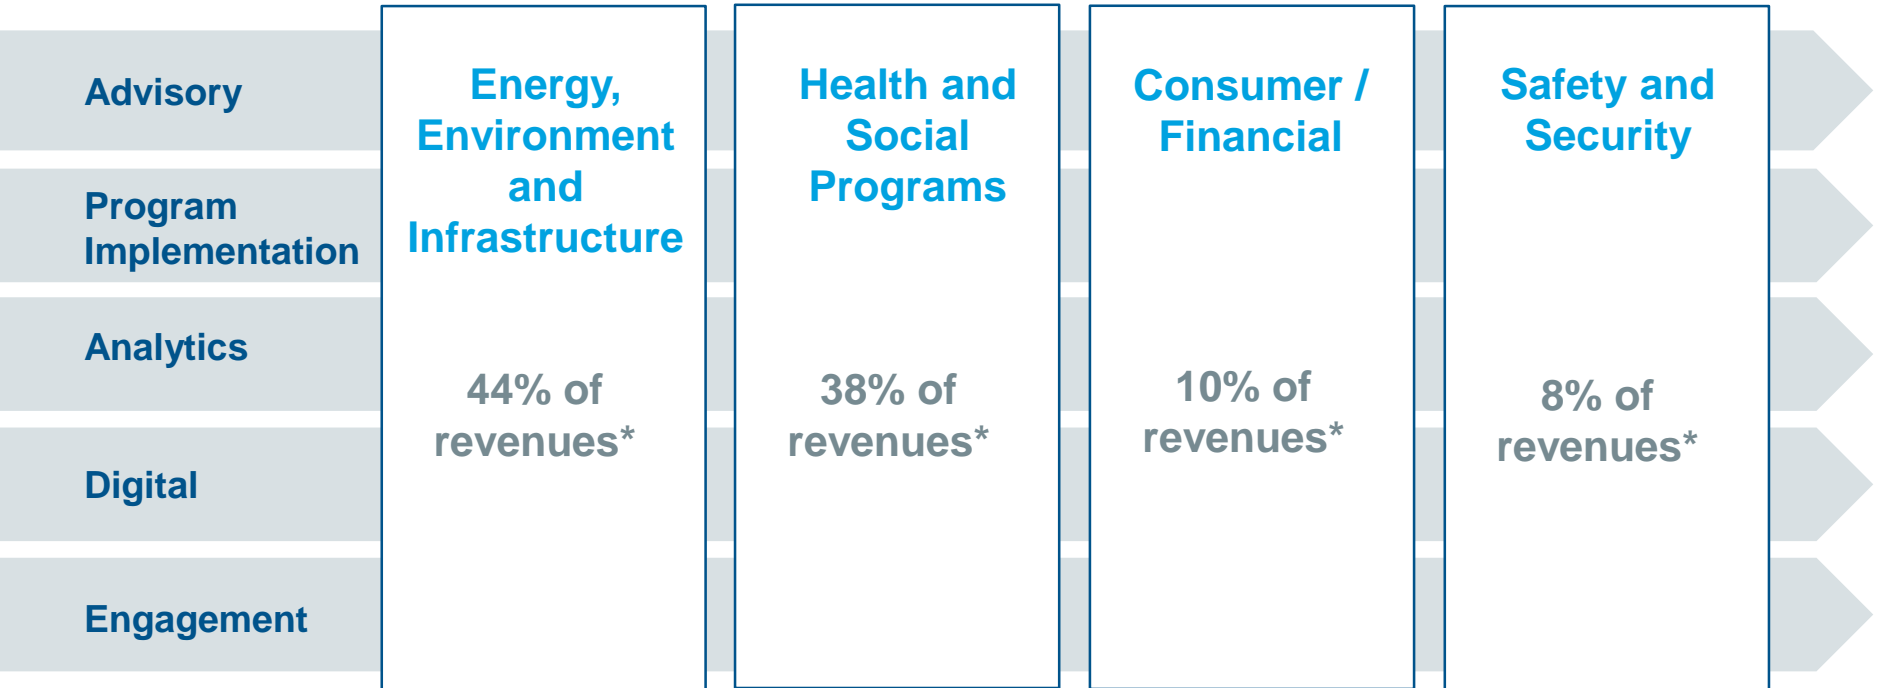 Advisory
Program
Implementation
Analytics
Digital
Engagement
Energy,
Environment
and
Infrastructure
44% of
revenues*
Health and
Social
Programs
38% of
revenues*
Consumer /
Financial
10% of
revenues*
Safety and
Security
8% of
revenues*